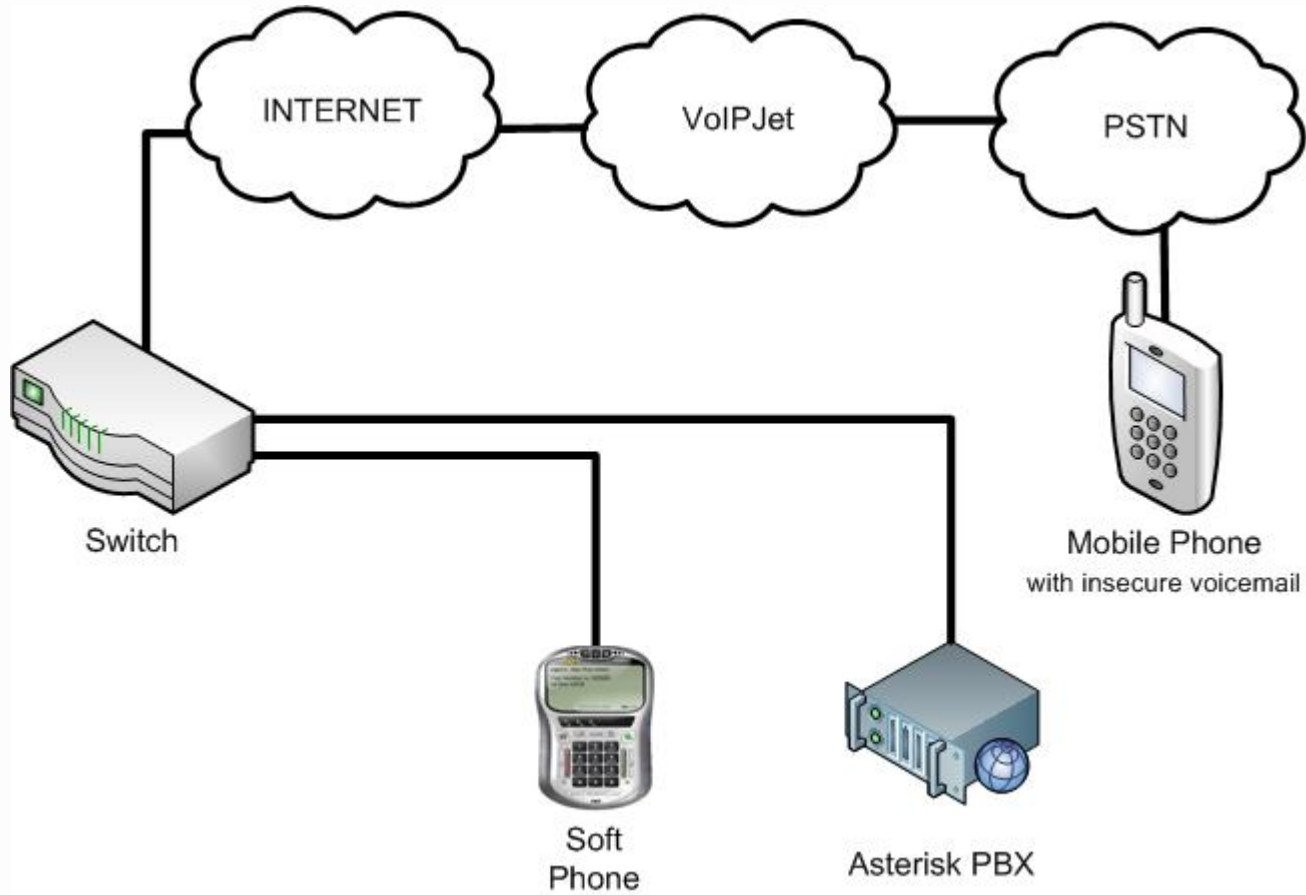 INTERNET
VoIPJet
PSTN
Switch
Mobile Phone
with insecure voicemail
Soft
Phone
Asterisk PBX